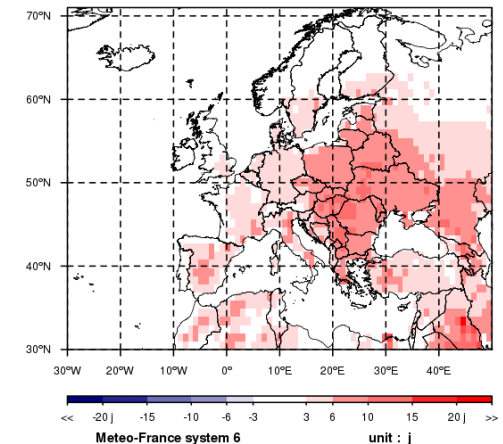 70°N
60°N
50°N
40°N
30°N
30°W 20°W 10°W 0° 10°E 20°E 30°E 40°E
<< -20 j -15 -10 -6 -3 3 6 10 15 20 j >>
Meteo-France system 6 unit : j